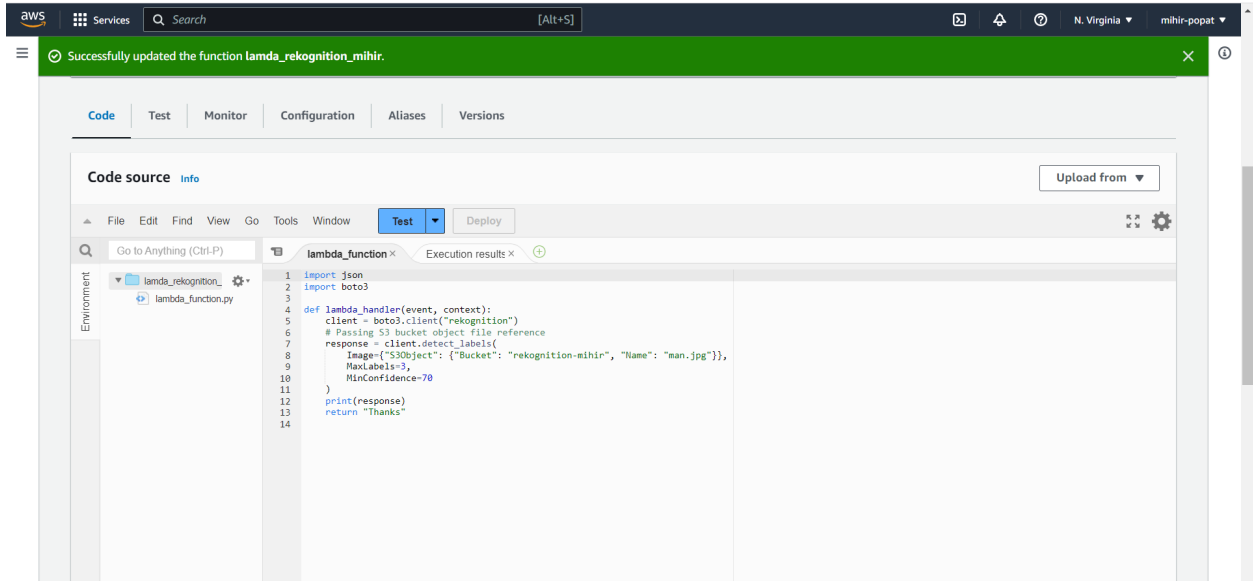 aws Services Search [Alt+S] N. Virginia ▼ mihir-popat ▼
Successfully updated the function lamda_rekognition_mihir.
Code Test Monitor Configuration Aliases Versions
Code source Info Upload from ▼
File Edit Find View Go Tools Window Test Deploy
Go to Anything (Ctrl-P) lambda_function × Execution results ×
Environment
lamda_rekognition_
lambda_function.py
1 import json
2 import boto3
3
4 def lambda_handler(event, context):
5     client = boto3.client("rekognition")
6     # Passing S3 bucket object file reference
7     response = client.detect_labels(
8         Image={"S3Object": {"Bucket": "rekognition-mihir", "Name": "man.jpg"}},
9         MaxLabels=3,
10         MinConfidence=70
11     )
12     print(response)
13     return "Thanks"
14